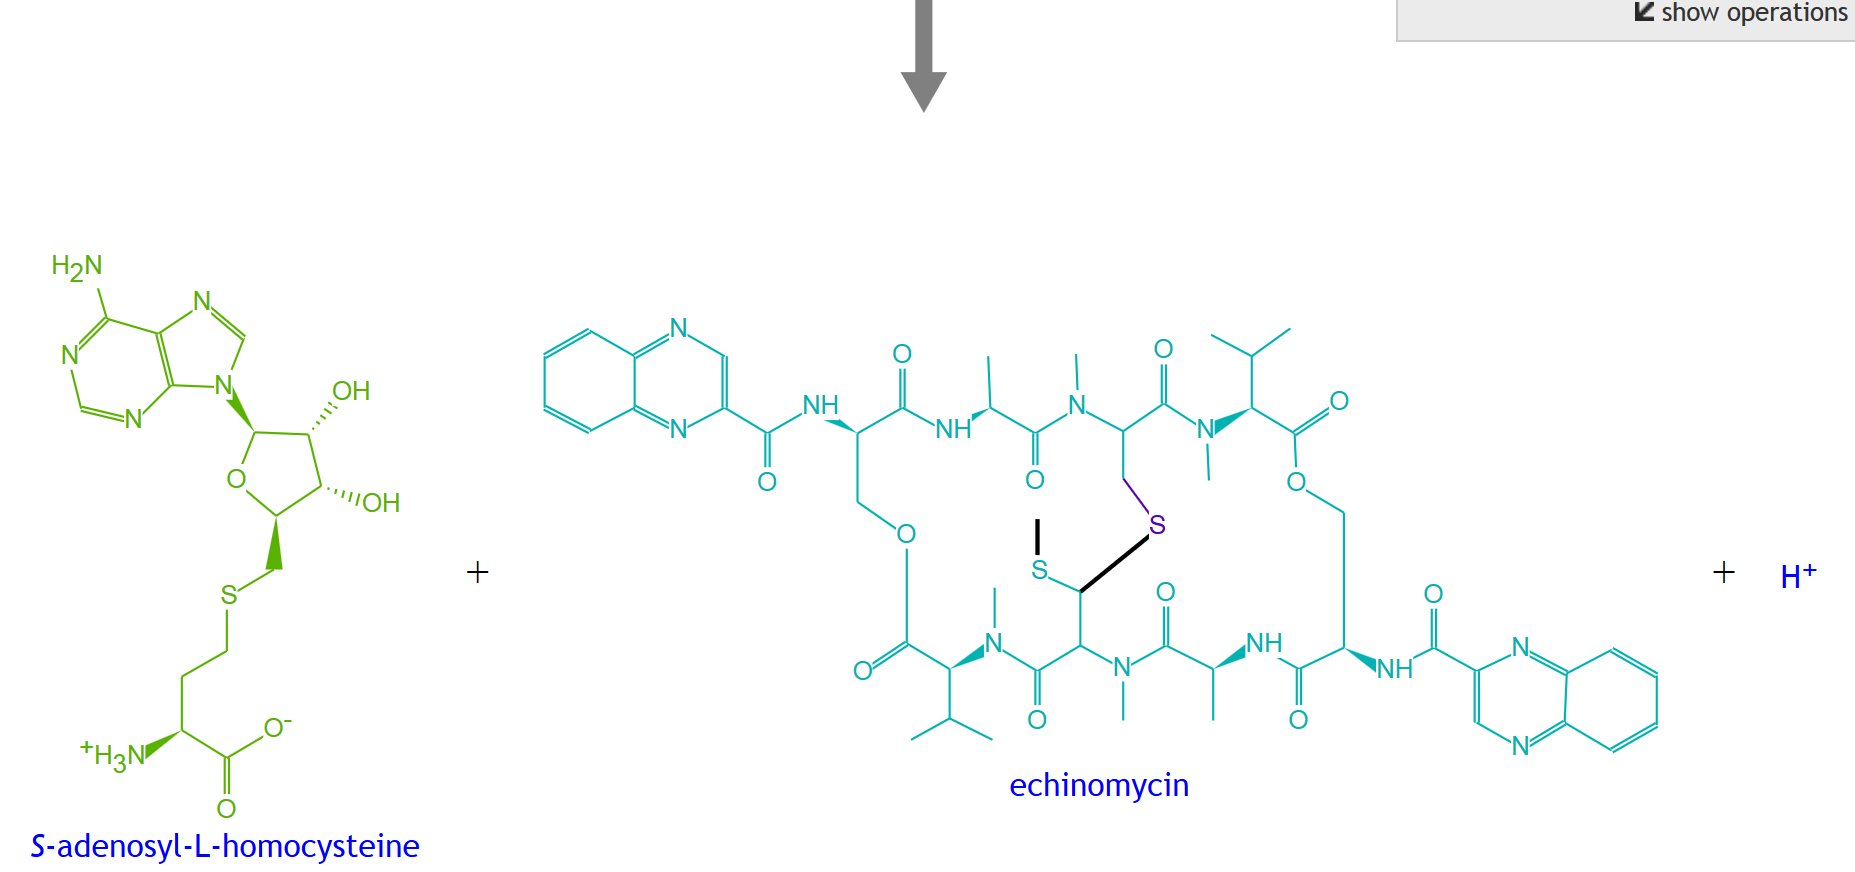 show operations
H2N
N
N
N
N
N
OH
O
OH
S
+H3N
O-
O
S-adenosyl-L-homocysteine
+
N
N
O
NH
O
NH
O
N
O
N
O
O
O
S
S
O
O
N
O
N
O
NH
O
NH
O
N
N
echinomycin
+
H+